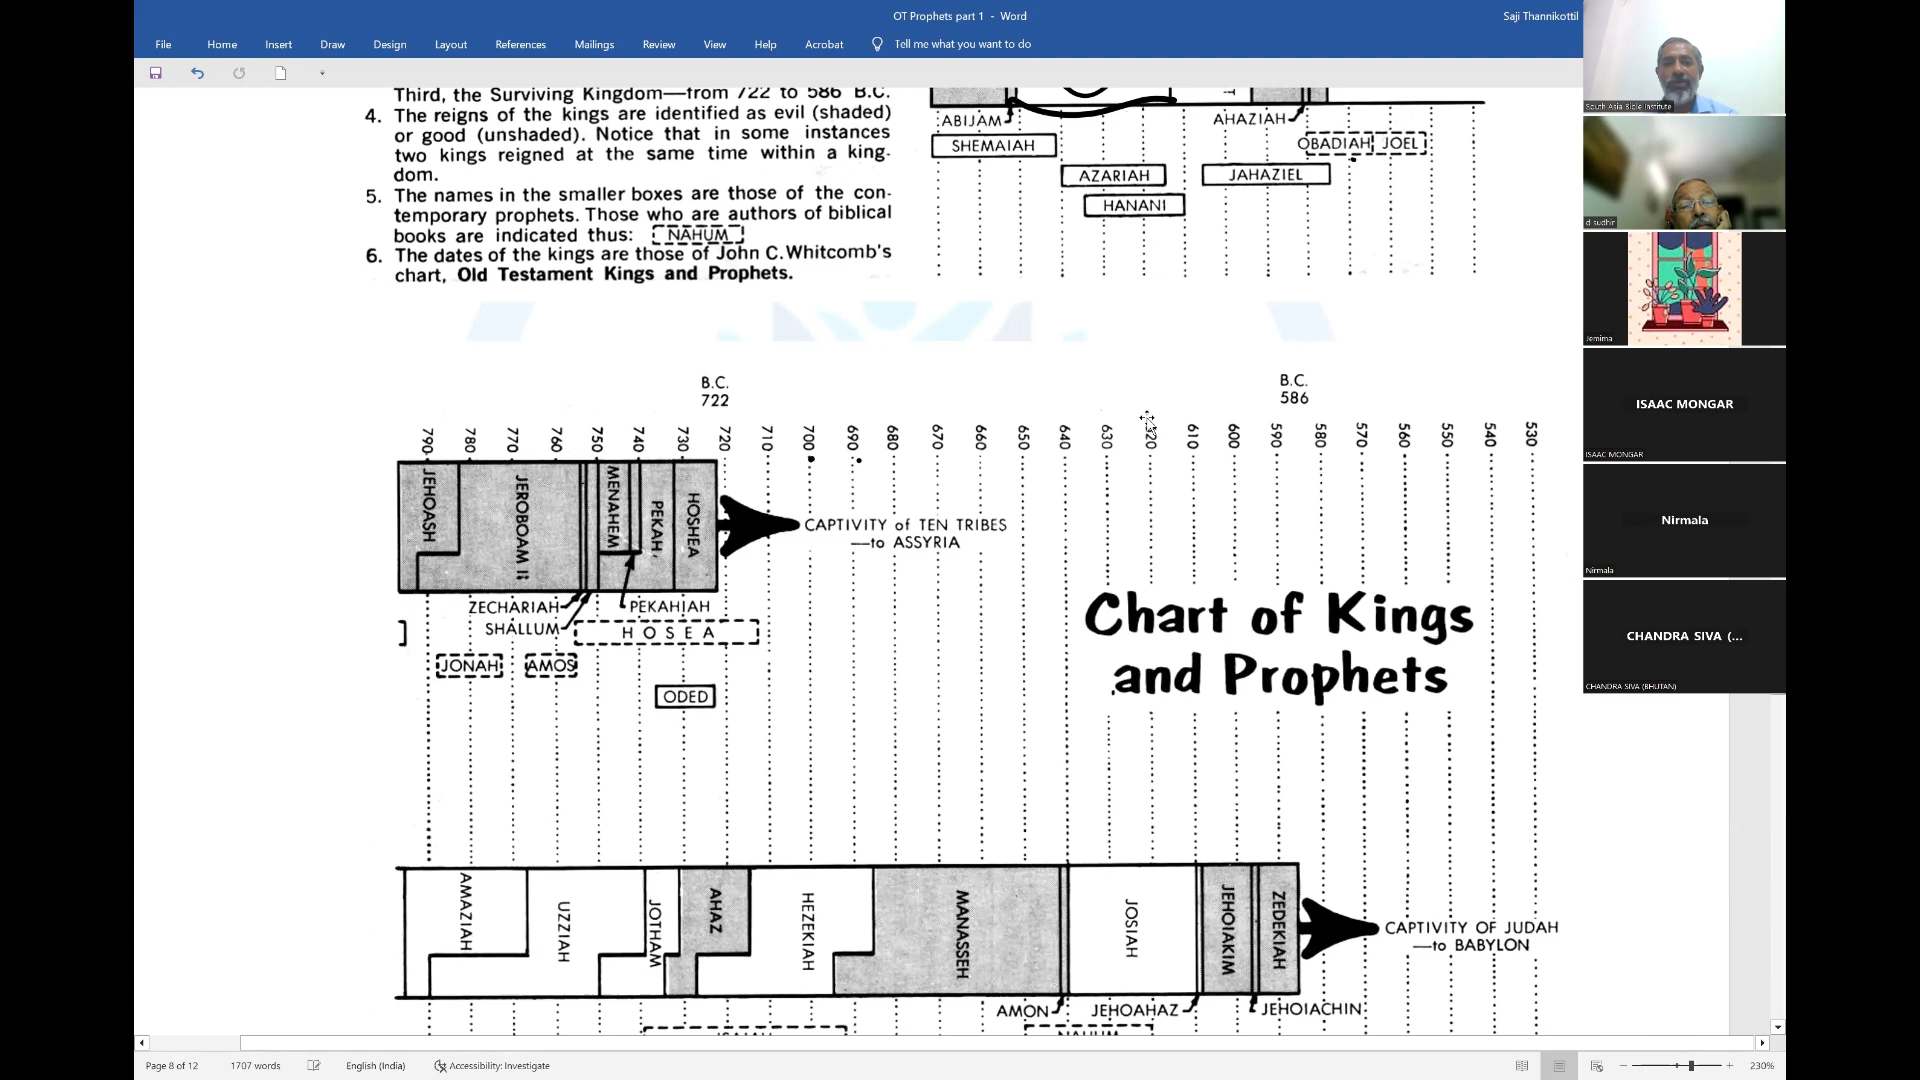 OT Prophets part 1 - Word
Saji Thannikottil
File Home Insert Draw Design Layout References Mailings Review View Help Acrobat Tell me what you want to do
Third, the Surviving Kingdom—from 722 to 586 B.C.
4. The reigns of the kings are identified as evil (shaded)
or good (unshaded). Notice that in some instances
two kings reigned at the same time within a king-
dom.
5. The names in the smaller boxes are those of the con-
temporary prophets. Those who are authors of biblical
books are indicated thus: NAHUM
6. The dates of the kings are those of John C. Whitcomb's
chart, Old Testament Kings and Prophets.
ABIJAM
AHAZIAH
SHEMAIAH
OBADIAH JOEL
AZARIAH
JAHAZIEL
HANANI
B.C.
722
B.C.
586
790 780 770 760 750 740 730 720 710 700 690 680 670 660 650 640 630 620 610 600 590 580 570 560 550 540 530
JEHOASH
JEROBOAM II
MENAHEM
PEKAH
HOSHEA
CAPTIVITY of TEN TRIBES
—to ASSYRIA
ZECHARIAH
PEKAHIAH
SHALLUM
HOSEA
JONAH
AMOS
ODED
Chart of Kings
and Prophets
AMAZIAH
UZZIAH
JOTHAM
AHAZ
HEZEKIAH
MANASSEH
JOSIAH
JEHOIAKIM
ZEDEKIAH
CAPTIVITY OF JUDAH
—to BABYLON
AMON
JEHOAHAZ
JEHOIACHIN
South Asia Bible Institute
d sudhir
Jemima
ISAAC MONGAR
ISAAC MONGAR
Nirmala
Nirmala
CHANDRA SIVA (...
CHANDRA SIVA (BHUTAN)
Page 8 of 12
1707 words
English (India)
Accessibility: Investigate
230%